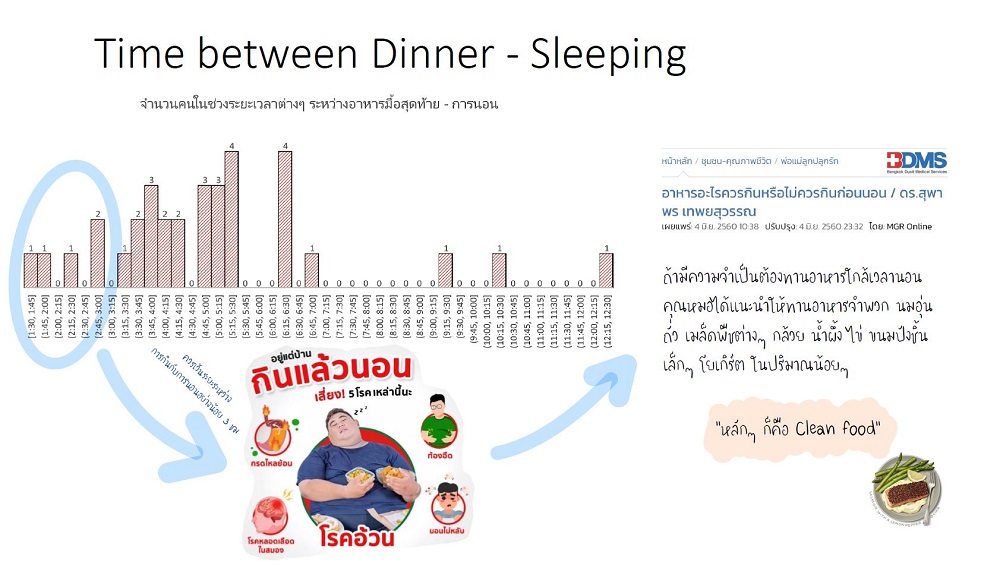 Time between Dinner - Sleeping
จำนวนคนในช่วงระยะเวลาต่างๆ ระหว่างอาหารมื้อสุดท้าย - การนอน
1 1 0 1 0 2 0 1 2 3 2 2 0 3 3 4 0 0 0 4 0 1 0 0 0 0 0 0 0 0 0 1 0 0 0 1 0 0 0 0 0 0 0 1
[1:30, 1:45]
(1:45, 2:00]
(2:00, 2:15]
(2:15, 2:30]
(2:30, 2:45]
(2:45, 3:00]
(3:00, 3:15]
(3:15, 3:30]
(3:30, 3:45]
(3:45, 4:00]
(4:00, 4:15]
(4:15, 4:30]
(4:30, 4:45]
(4:45, 5:00]
(5:00, 5:15]
(5:15, 5:30]
(5:30, 5:45]
(5:45, 6:00]
(6:00, 6:15]
(6:15, 6:30]
(6:30, 6:45]
(6:45, 7:00]
(7:00, 7:15]
(7:15, 7:30]
(7:30, 7:45]
(7:45, 8:00]
(8:00, 8:15]
(8:15, 8:30]
(8:30, 8:45]
(8:45, 9:00]
(9:00, 9:15]
(9:15, 9:30]
(9:30, 9:45]
(9:45, 10:00]
(10:00, 10:15]
(10:15, 10:30]
(10:30, 10:45]
(10:45, 11:00]
(11:00, 11:15]
(11:15, 11:30]
(11:30, 11:45]
(11:45, 12:00]
(12:00, 12:15]
(12:15, 12:30]
ควรเว้นระยะระหว่าง
การกินกับการนอนอย่างน้อย 3 ชม
อยู่แต่บ้าน
กินแล้วนอน
เสี่ยง! 5 โรค เหล่านี้นะ
z z z
กรดไหลย้อน
ท้องอืด
โรคหลอดเลือด
ในสมอง
นอนไม่หลับ
โรคอ้วน
หน้าหลัก / ชุมชน-คุณภาพชีวิต / พ่อแม่ลูกปลูกรัก
BDMS
Bangkok Dusit Medical Services
อาหารอะไรควรกินหรือไม่ควรกินก่อนนอน / ดร.สุพา
พร เทพยสุวรรณ
เผยแพร่: 4 มิ.ย. 2560 10:38 ปรับปรุง: 4 มิ.ย. 2560 23:32 โดย: MGR Online
ถ้ามีความจำเป็นต้องทานอาหารใกล้เวลานอน
คุณหมอได้แนะนำให้ทานอาหารจำพวก นมอุ่น
ถั่ว เมล็ดพืชต่างๆ กล้วย น้ำผึ้ง ไข่ ขนมปังชิ้น
เล็กๆ โยเกิร์ต ในปริมาณน้อยๆ
"หลักๆ ก็คือ Clean food"